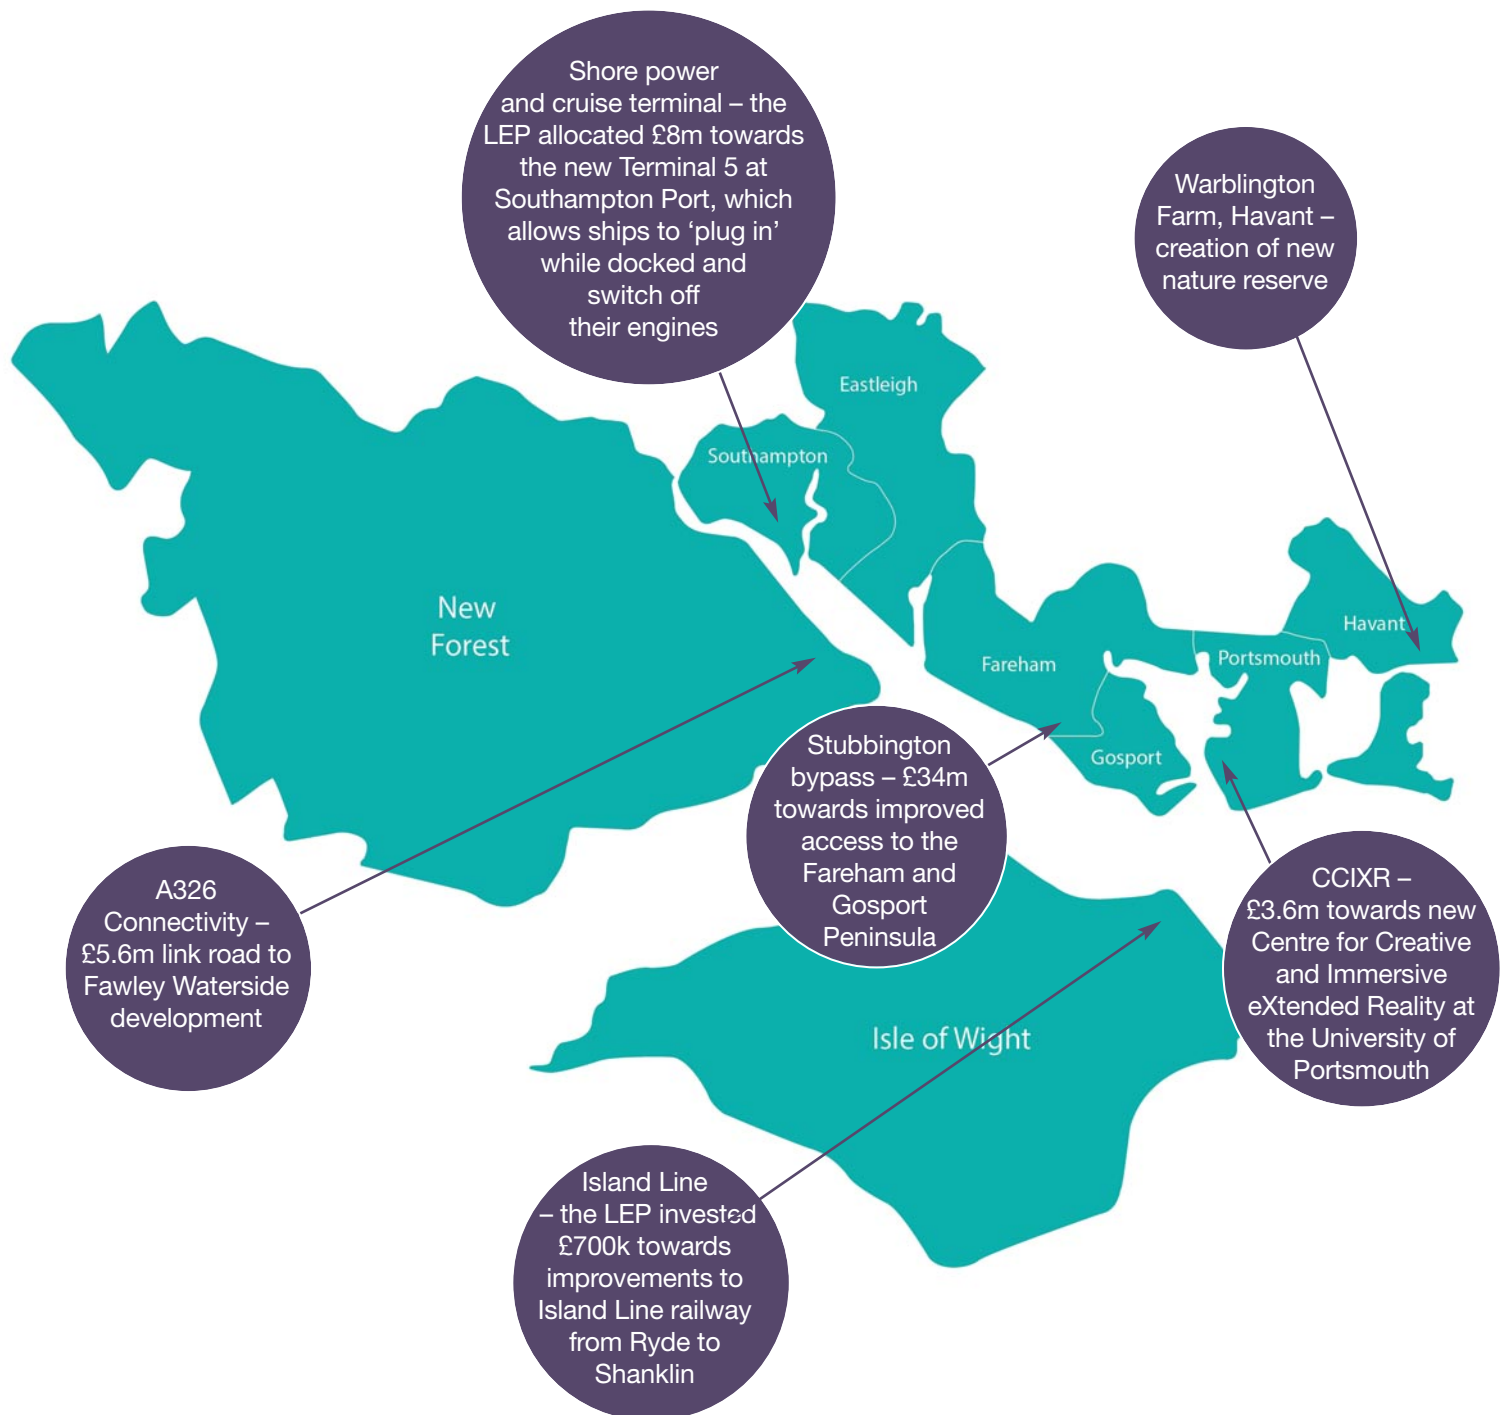 Shore power
and cruise terminal – the
LEP allocated £8m towards
the new Terminal 5 at
Southampton Port, which
allows ships to ‘plug in’
while docked and
switch off
their engines
Warblington
Farm, Havant –
creation of new
nature reserve
Eastleigh
Southampton
New
Forest
Havant
Fareham
Portsmouth
Gosport
Stubbington
bypass – £34m
towards improved
access to the
Fareham and
Gosport
Peninsula
A326
Connectivity –
£5.6m link road to
Fawley Waterside
development
CCIXR –
£3.6m towards new
Centre for Creative
and Immersive
eXtended Reality at
the University of
Portsmouth
Isle of Wight
Island Line
– the LEP invested
£700k towards
improvements to
Island Line railway
from Ryde to
Shanklin